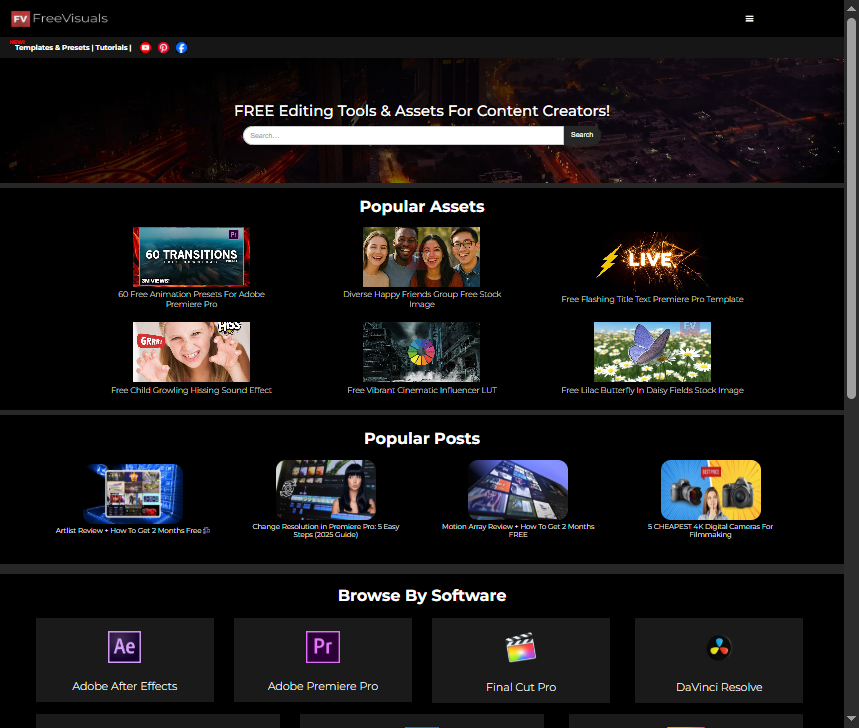 FV FreeVisuals
NEW!
Templates & Presets | Tutorials |
FREE Editing Tools & Assets For Content Creators!
Search...
Search
Popular Assets
Pr
60 TRANSITIONS
3M VIEWS!
LIVE
60 Free Animation Presets For Adobe
Premiere Pro
Diverse Happy Friends Group Free Stock
Image
Free Flashing Title Text Premiere Pro Template
GRRR!
HISS
FV
Free Child Growling Hissing Sound Effect
Free Vibrant Cinematic Influencer LUT
Free Lilac Butterfly In Daisy Fields Stock Image
Popular Posts
BEST PRICE
Artlist Review + How To Get 2 Months Free
Change Resolution in Premiere Pro: 5 Easy
Steps (2025 Guide)
Motion Array Review + How To Get 2 Months
FREE
5 CHEAPEST 4K Digital Cameras For
Filmmaking
Browse By Software
Ae
Pr
Adobe After Effects
Adobe Premiere Pro
Final Cut Pro
DaVinci Resolve